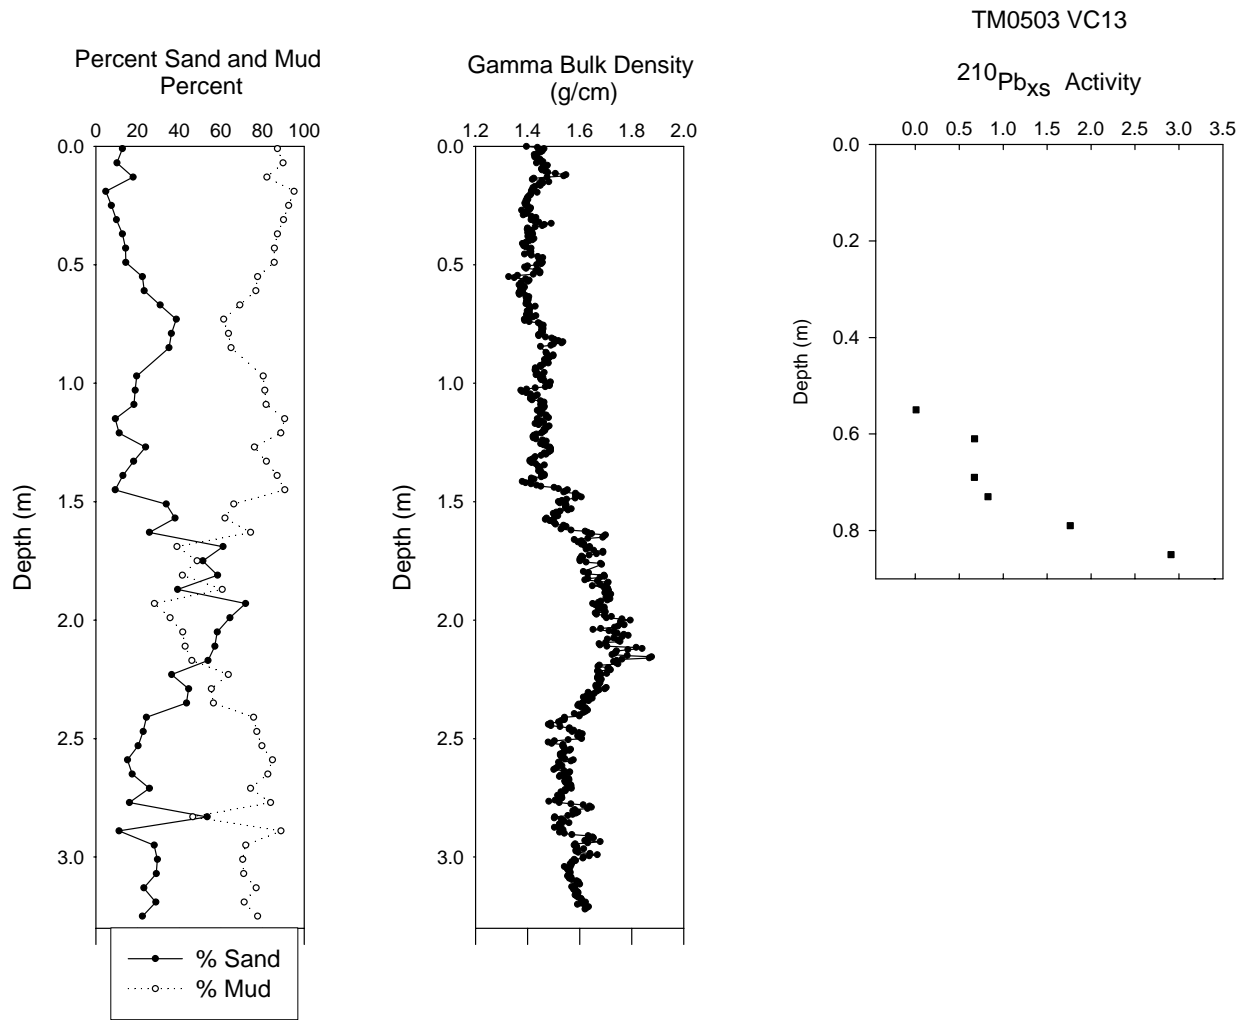 TM0503 VC13
Percent Sand and Mud
Percent
0 20 40 60 80 100
0.0
0.5
1.0
1.5
2.0
2.5
3.0
Depth (m)
% Sand
% Mud
Gamma Bulk Density
(g/cm)
1.2 1.4 1.6 1.8 2.0
0.0
0.5
1.0
1.5
2.0
2.5
3.0
Depth (m)
210Pbxs Activity
0.0 0.5 1.0 1.5 2.0 2.5 3.0 3.5
0.0
0.2
0.4
0.6
0.8
Depth (m)